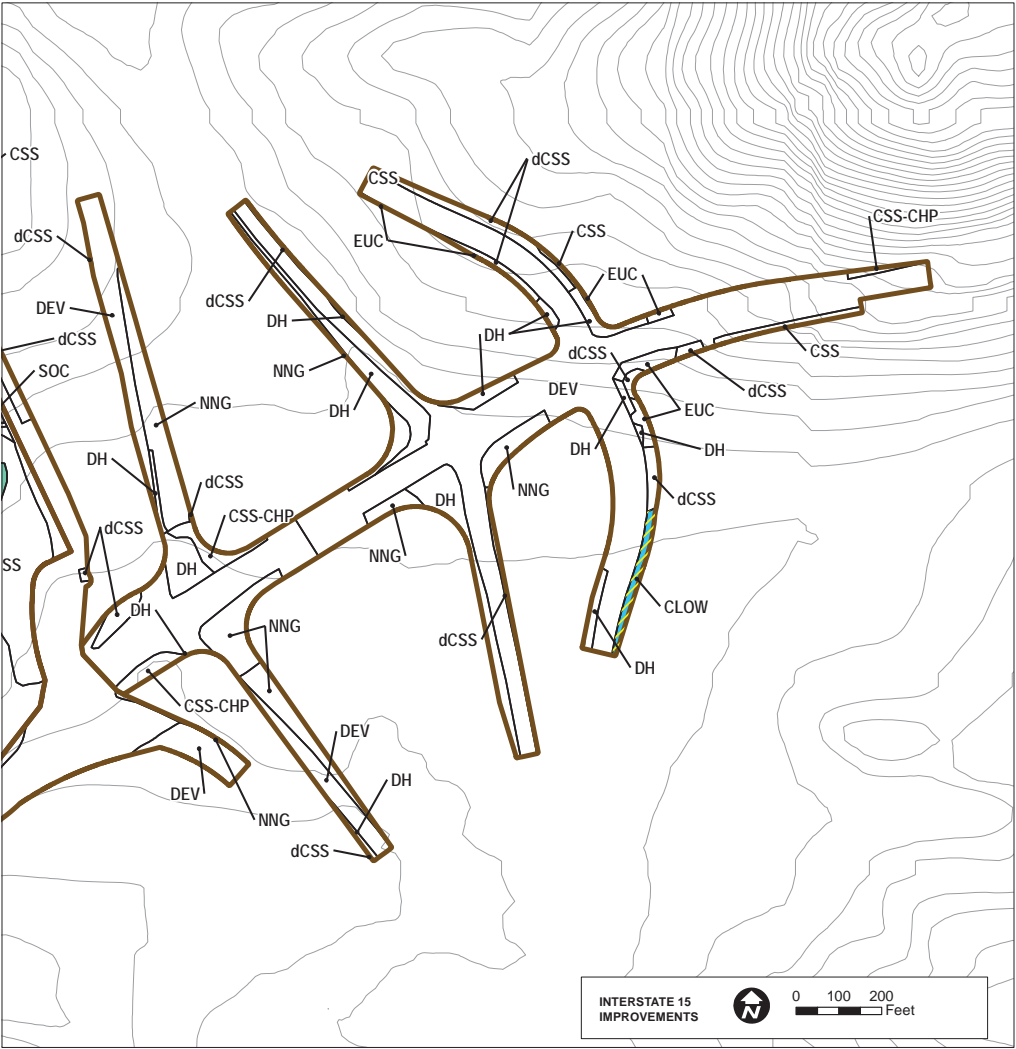 CSS
dCSS
CSS
CSS-CHP
dCSS
CSS
EUC
EUC
dCSS
DEV
DH
DH
dCSS
dCSS
CSS
SOC
NNG
DEV
dCSS
NNG
DH
EUC
DH
DH
DH
dCSS
NNG
dCSS
DH
CSS-CHP
NNG
dCSS
SS
DH
CLOW
DH
NNG
dCSS
DH
CSS-CHP
DEV
DH
DEV
NNG
dCSS
INTERSTATE 15
IMPROVEMENTS
N
0 100 200
Feet